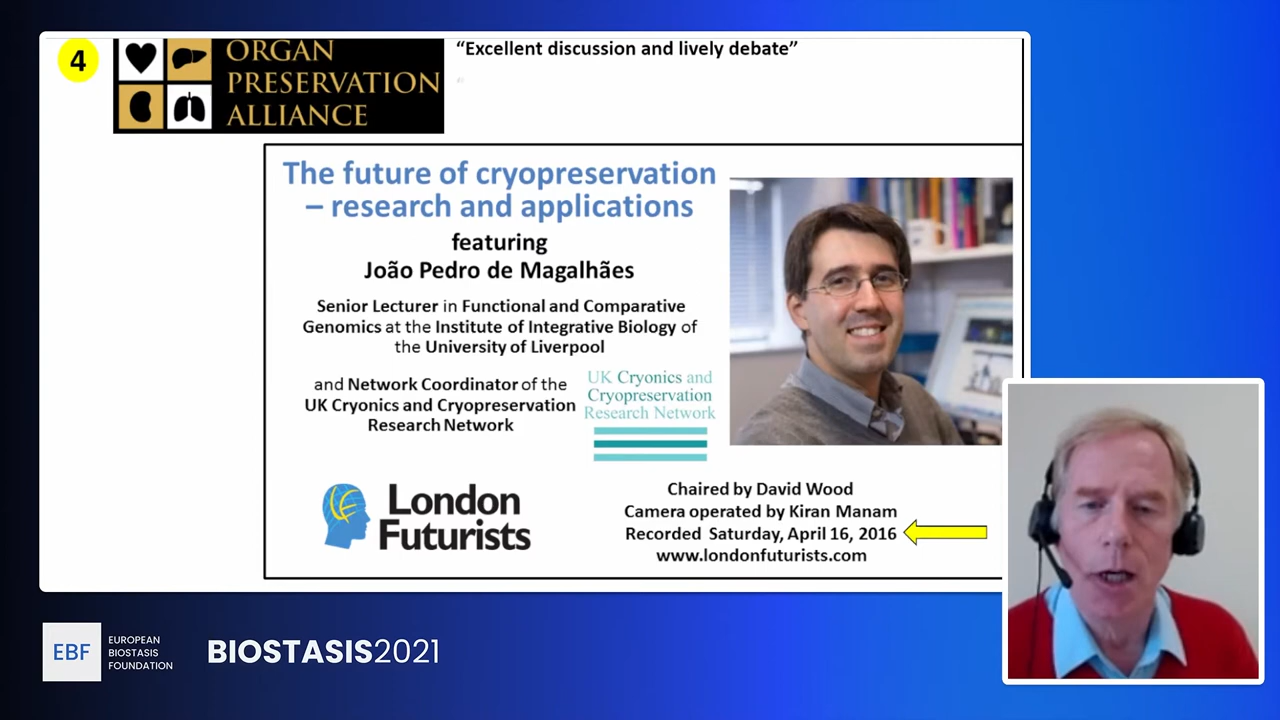 4
ORGAN
PRESERVATION
ALLIANCE
“Excellent discussion and lively debate”
The future of cryopreservation
– research and applications
featuring
João Pedro de Magalhães
Senior Lecturer in Functional and Comparative
Genomics at the Institute of Integrative Biology of
the University of Liverpool
and Network Coordinator of the
UK Cryonics and Cryopreservation
Research Network
UK Cryonics and
Cryopreservation
Research Network
London
Futurists
Chaired by David Wood
Camera operated by Kiran Manam
Recorded Saturday, April 16, 2016
www.londonfuturists.com
EBF
EUROPEAN
BIOSTASIS
FOUNDATION
BIOSTASIS2021